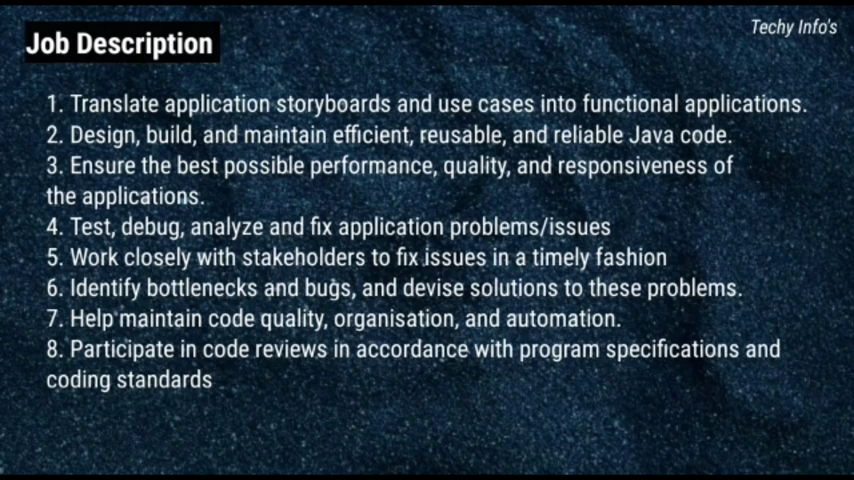 Techy Info's
Job Description
1. Translate application storyboards and use cases into functional applications.
2. Design, build, and maintain efficient, reusable, and reliable Java code.
3. Ensure the best possible performance, quality, and responsiveness of
the applications.
4. Test, debug, analyze and fix application problems/issues
5. Work closely with stakeholders to fix issues in a timely fashion
6. Identify bottlenecks and bugs, and devise solutions to these problems.
7. Help maintain code quality, organisation, and automation.
8. Participate in code reviews in accordance with program specifications and
coding standards